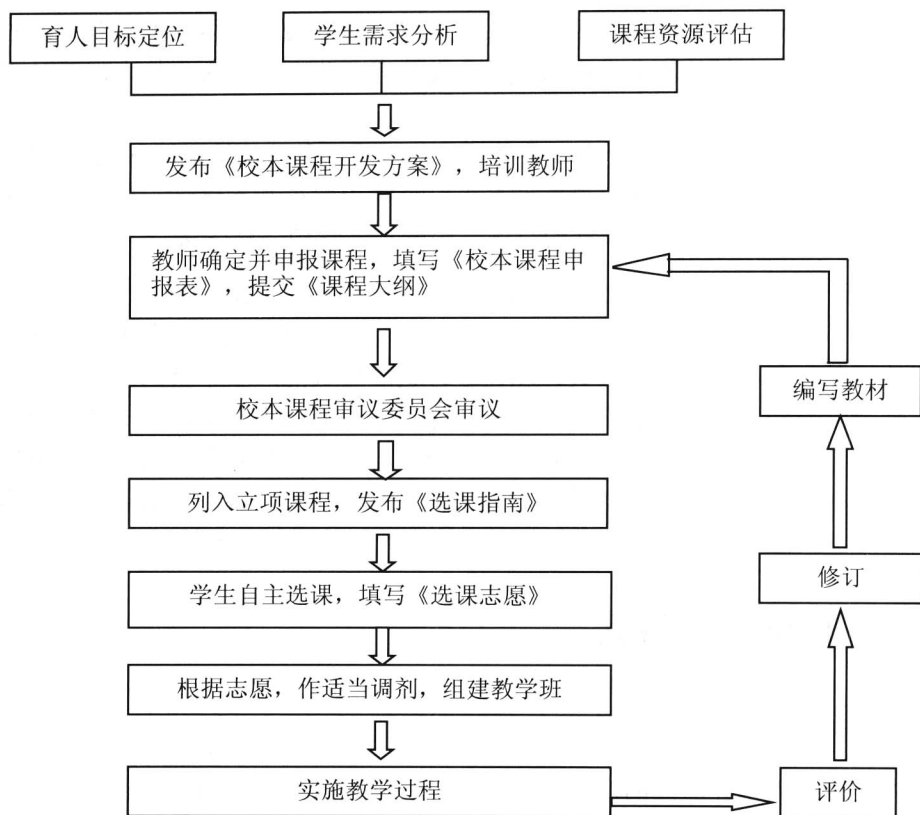 育人目标定位
学生需求分析
课程资源评估
发布《校本课程开发方案》，培训教师
教师确定并申报课程，填写《校本课程申
报表》，提交《课程大纲》
校本课程审议委员会审议
列入立项课程，发布《选课指南》
学生自主选课，填写《选课志愿》
根据志愿，作适当调剂，组建教学班
实施教学过程
评价
修订
编写教材